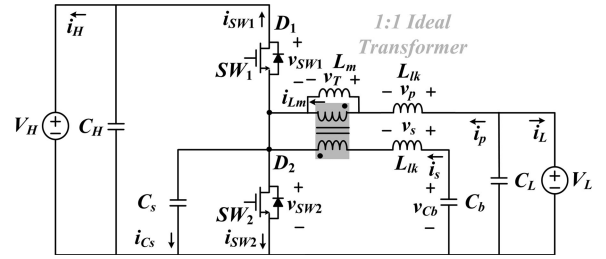 i_H
i_SW1
D_1
1:1 Ideal
Transformer
SW_1
+
v_SW1
−
L_m
− v_T +
i_Lm
L_lk
− v_p +
− v_s +
i_p
i_L
V_H
+
−
C_H
D_2
L_lk
i_s
C_s
SW_2
+
v_SW2
−
+
v_Cb
−
C_b
C_L
+
−
V_L
i_Cs
i_SW2